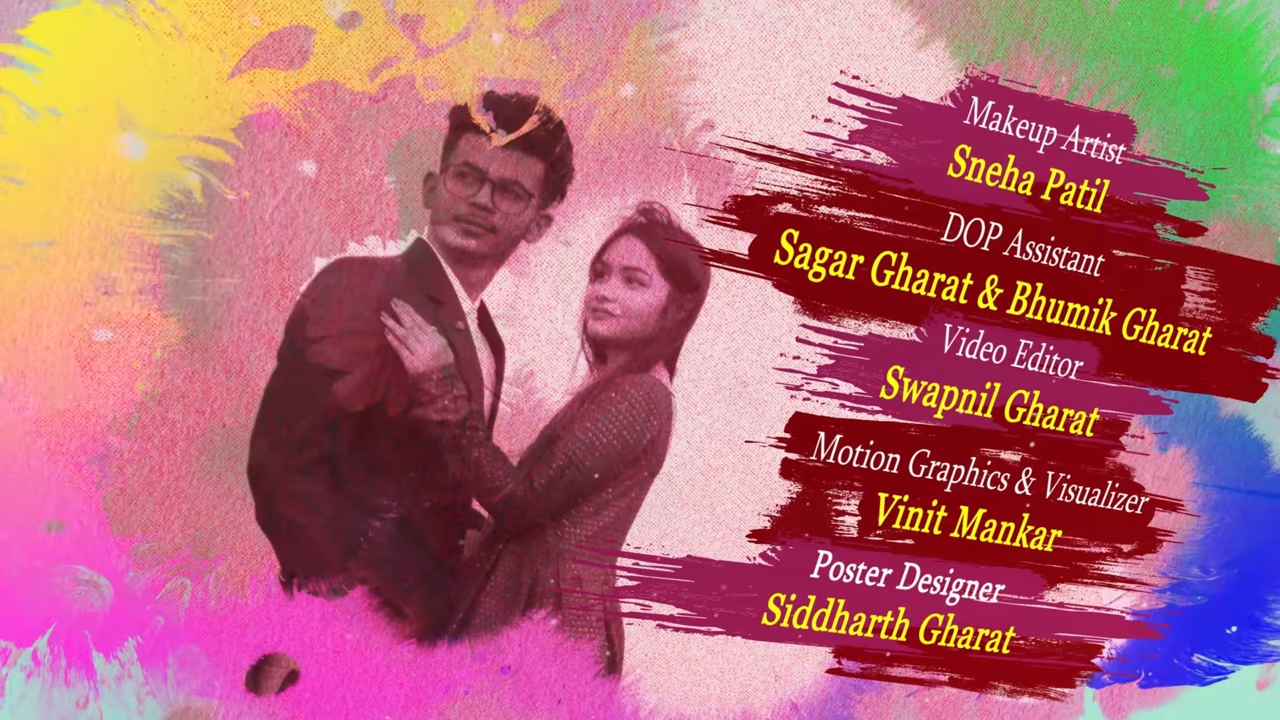 Makeup Artist
Sneha Patil
DOP Assistant
Sagar Gharat & Bhumik Gharat
Video Editor
Swapnil Gharat
Motion Graphics & Visualizer
Vinit Mankar
Poster Designer
Siddharth Gharat